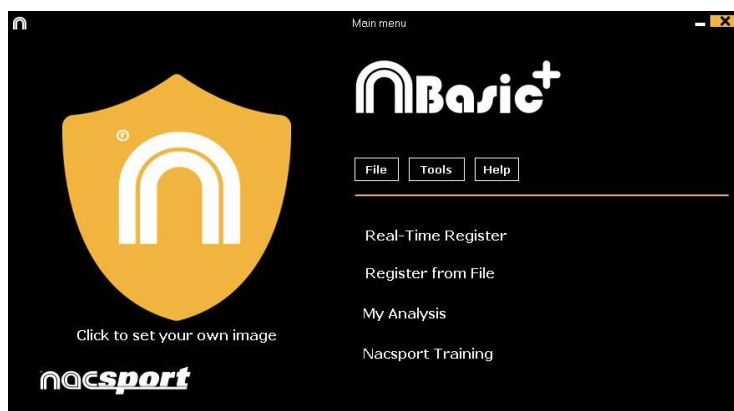 Main menu
Basic+
File Tools Help
Real-Time Register
Register from File
My Analysis
Nacsport Training
Click to set your own image
nacsport